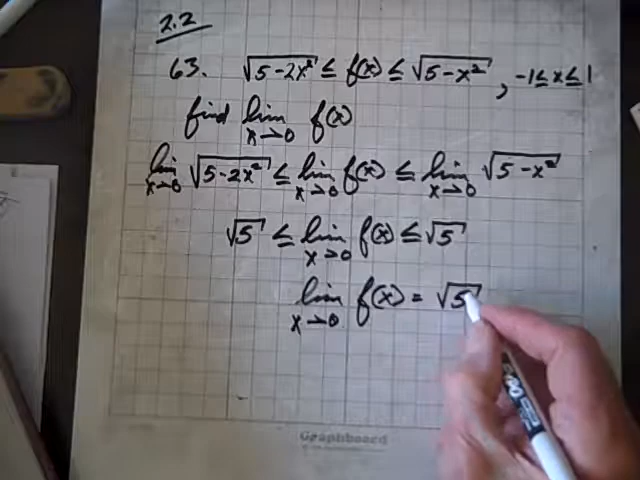 2.2
63. √5-2x² ≤ f(x) ≤ √5-x² , -1≤x≤1
find lim x→0 f(x)
lim x→0 √5-2x² ≤ lim x→0 f(x) ≤ lim x→0 √5-x²
√5 ≤ lim x→0 f(x) ≤ √5
lim x→0 f(x) = √5
Graphboard